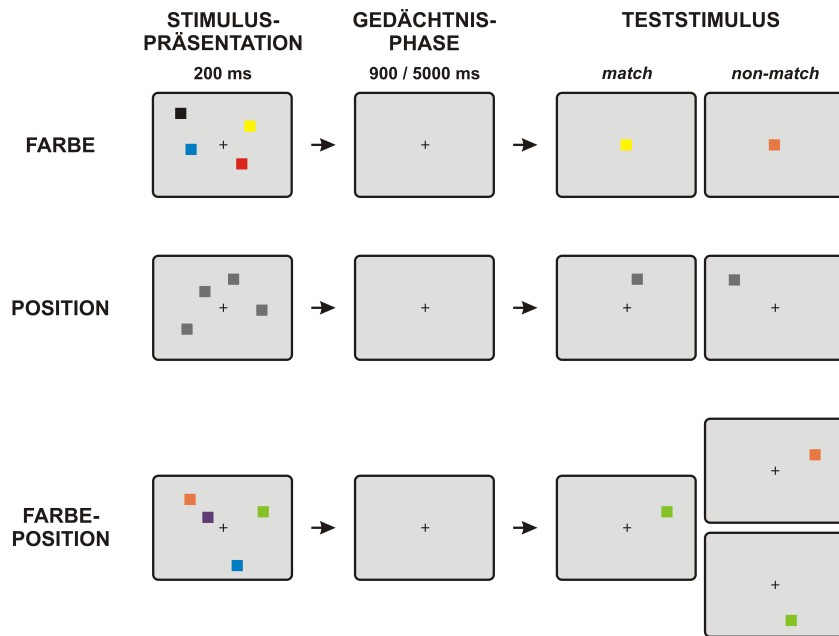 STIMULUS-
PRÄSENTATION
200 ms
GEDÄCHTNIS-
PHASE
900 / 5000 ms
TESTSTIMULUS
match
non-match
FARBE
POSITION
FARBE-
POSITION